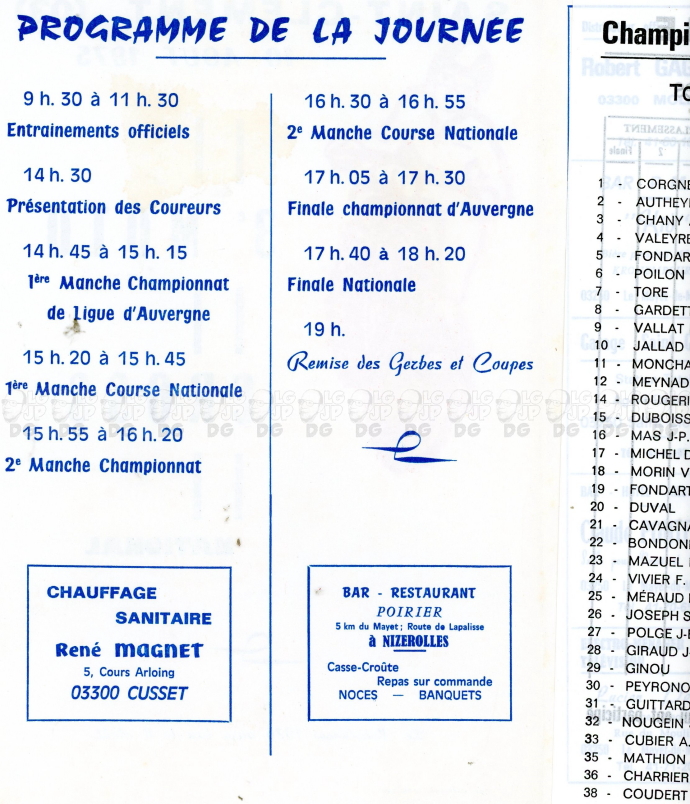 PROGRAMME DE LA JOURNÉE
9 h. 30 à 11 h. 30
Entrainements officiels
14 h. 30
Présentation des Coureurs
14 h. 45 à 15 h. 15
1ère Manche Championnat
de Ligue d'Auvergne
15 h. 20 à 15 h. 45
1ère Manche Course Nationale
15 h. 55 à 16 h. 20
2e Manche Championnat
16 h. 30 à 16 h. 55
2e Manche Course Nationale
17 h. 05 à 17 h. 30
Finale championnat d'Auvergne
17 h. 40 à 18 h. 20
Finale Nationale
19 h.
Remise des Gerbes et Coupes
CHAUFFAGE
SANITAIRE
René MAGNET
5, Cours Arloing
03300 CUSSET
BAR - RESTAURANT
POIRIER
5 km du Mayet ; Route de Lapalisse
à NIZEROLLES
Casse-Croûte
Repas sur commande
NOCES — BANQUETS
Champi
TO
1 - CORGNE
2 - AUTHEY
3 - CHANY
4 - VALEYRE
5 - FONDAR
6 - POILON
7 - TORE
8 - GARDETT
9 - VALLAT
10 - JALLAD
11 - MONCHA
12 - MEYNAD
14 - ROUGERI
15 - DUBOISS
16 - MAS J-P.
17 - MICHEL D
18 - MORIN V
19 - FONDART
20 - DUVAL
21 - CAVAGNA
22 - BONDONI
23 - MAZUEL
24 - VIVIER F.
25 - MÉRAUD
26 - JOSEPH S
27 - POLGE J-
28 - GIRAUD J
29 - GINOU
30 - PEYRONO
31 - GUITTARD
32 - NOUGEIN
33 - CUBIER A.
35 - MATHION
36 - CHARRIER
38 - COUDERT